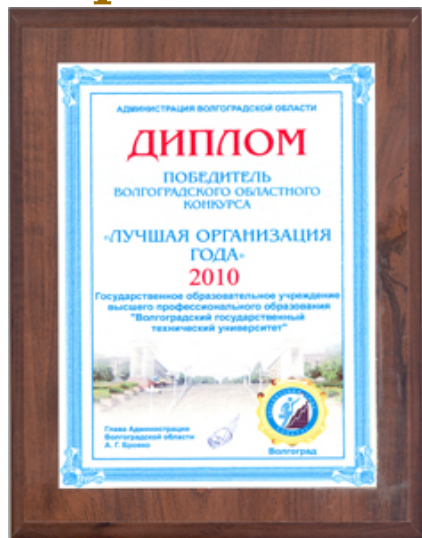 АДМИНИСТРАЦИЯ ВОЛГОГРАДСКОЙ ОБЛАСТИ
ДИПЛОМ
ПОБЕДИТЕЛЬ
ВОЛГОГРАДСКОГО ОБЛАСТНОГО
КОНКУРСА
«ЛУЧШАЯ ОРГАНИЗАЦИЯ
ГОДА»
2010
Государственное образовательное учреждение
высшего профессионального образования
"Волгоградский государственный
технический университет"
Глава Администрации
Волгоградской области
А. Г. Бровко
Волгоград